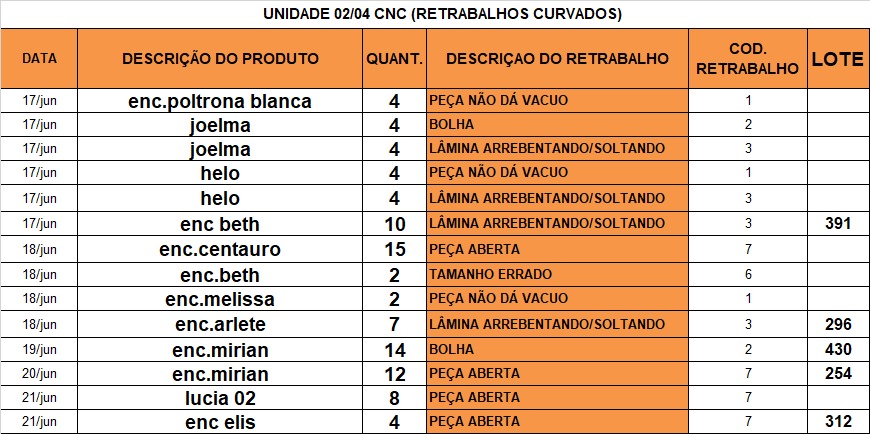 UNIDADE 02/04 CNC (RETRABALHOS CURVADOS)
DATA DESCRIÇÃO DO PRODUTO QUANT. DESCRIÇAO DO RETRABALHO COD. RETRABALHO LOTE
17/jun enc.poltrona blanca 4 PEÇA NÃO DÁ VACUO 1
17/jun joelma 4 BOLHA 2
17/jun joelma 4 LÂMINA ARREBENTANDO/SOLTANDO 3
17/jun helo 4 PEÇA NÃO DÁ VACUO 1
17/jun helo 4 LÂMINA ARREBENTANDO/SOLTANDO 3
17/jun enc beth 10 LÂMINA ARREBENTANDO/SOLTANDO 3 391
18/jun enc.centauro 15 PEÇA ABERTA 7
18/jun enc.beth 2 TAMANHO ERRADO 6
18/jun enc.melissa 2 PEÇA NÃO DÁ VACUO 1
18/jun enc.arlete 7 LÂMINA ARREBENTANDO/SOLTANDO 3 296
19/jun enc.mirian 14 BOLHA 2 430
20/jun enc.mirian 12 PEÇA ABERTA 7 254
21/jun lucia 02 8 PEÇA ABERTA 7
21/jun enc elis 4 PEÇA ABERTA 7 312